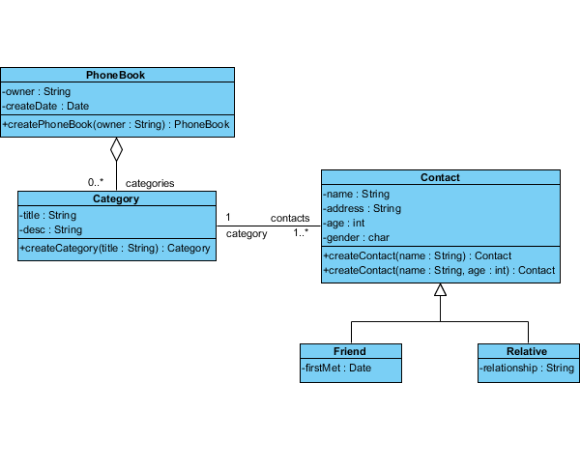 PhoneBook
-owner : String
-createDate : Date
+createPhoneBook(owner : String) : PhoneBook
0..* categories
Category
-title : String
-desc : String
+createCategory(title : String) : Category
1 contacts
category 1..*
Contact
-name : String
-address : String
-age : int
-gender : char
+createContact(name : String) : Contact
+createContact(name : String, age : int) : Contact
Friend
-firstMet : Date
Relative
-relationship : String